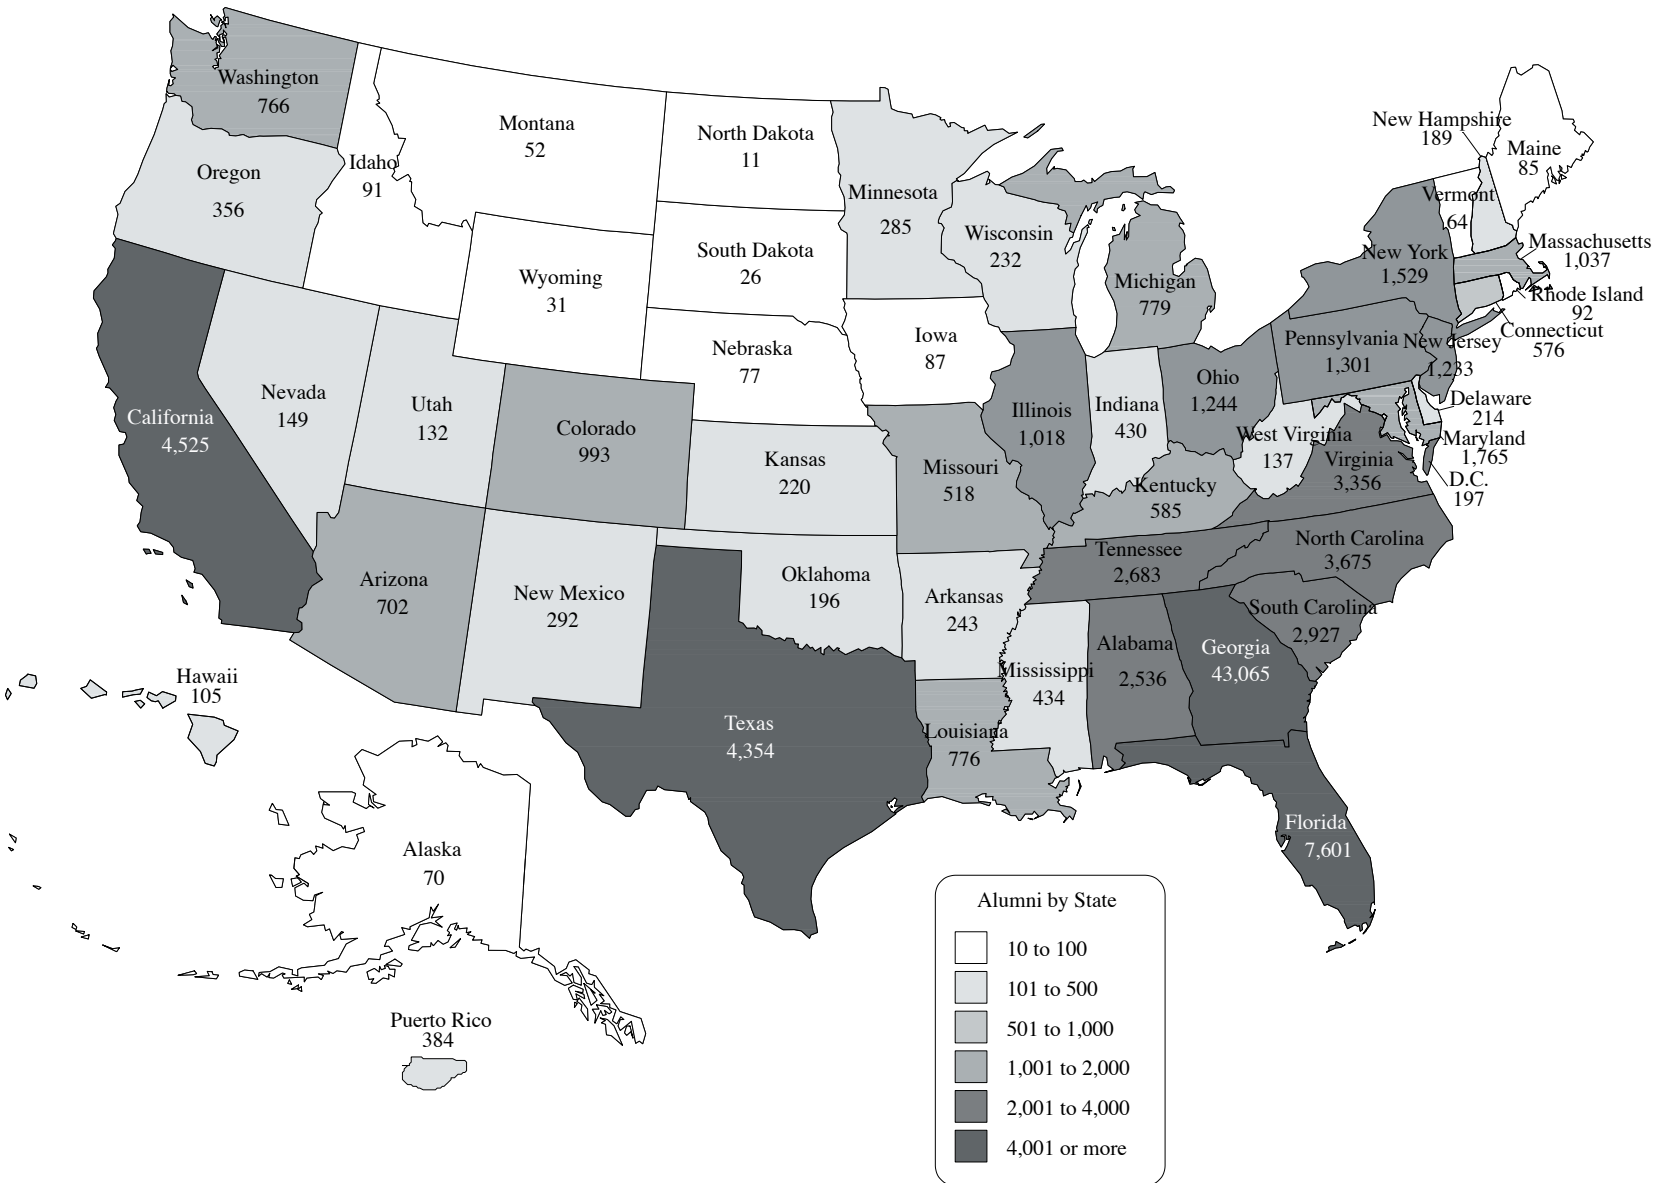 Washington
766
Oregon
356
Idaho
91
Montana
52
Wyoming
31
North Dakota
11
South Dakota
26
Nebraska
77
Minnesota
285
Wisconsin
232
Michigan
779
Iowa
87
New Hampshire
189
Maine
85
Vermont
64
New York
1,529
Massachusetts
1,037
Rhode Island
92
Connecticut
576
Pennsylvania
1,301
New Jersey
1,233
Delaware
214
Maryland
1,765
D.C.
197
California
4,525
Nevada
149
Utah
132
Colorado
993
Kansas
220
Missouri
518
Illinois
1,018
Indiana
430
Ohio
1,244
West Virginia
137
Virginia
3,356
Kentucky
585
Tennessee
2,683
North Carolina
3,675
South Carolina
2,927
Arizona
702
New Mexico
292
Oklahoma
196
Arkansas
243
Mississippi
434
Alabama
2,536
Georgia
43,065
Texas
4,354
Louisiana
776
Florida
7,601
Hawaii
105
Alaska
70
Puerto Rico
384
Alumni by State
10 to 100
101 to 500
501 to 1,000
1,001 to 2,000
2,001 to 4,000
4,001 or more